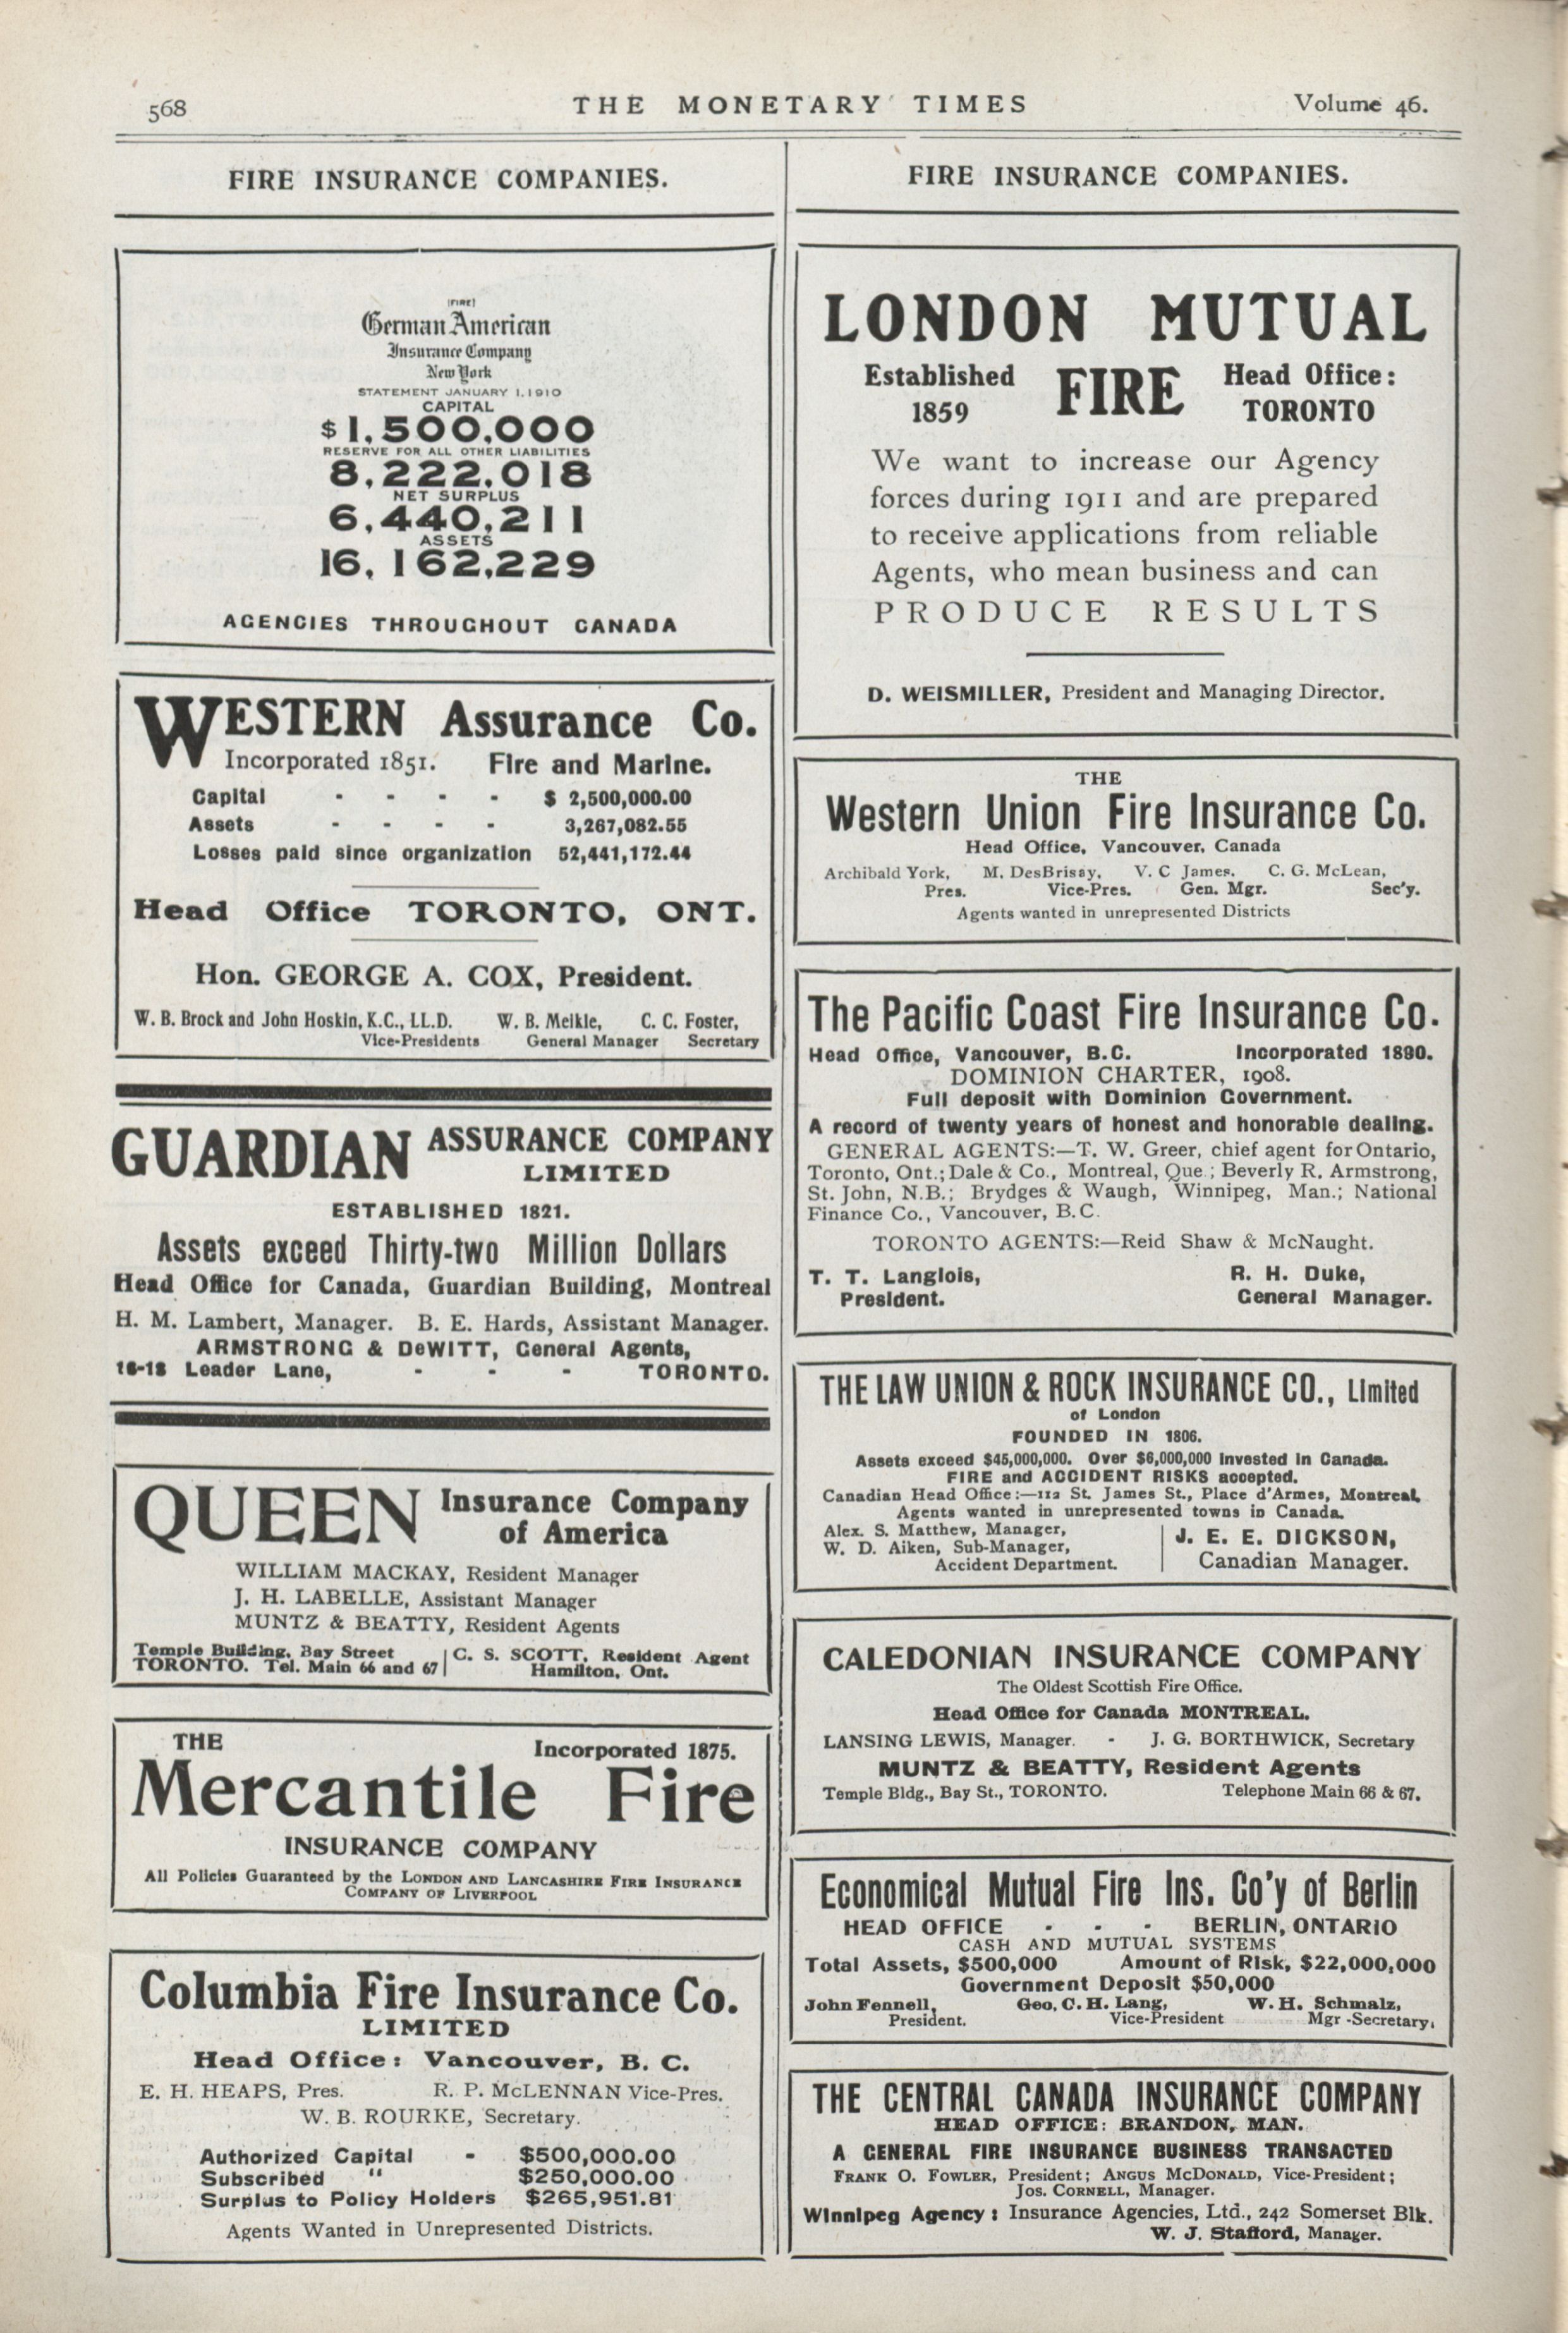 568
THE MONETARY TIMES
Volume 46.
FIRE INSURANCE COMPANIES.
(FIRE)
German American
Insurance Company
New York
STATEMENT JANUARY 1.1910
CAPITAL
$1,500,000
RESERVE FOR ALL OTHER LIABILITIES
8,222,018
NET SURPLUS
6,440,211
ASSETS
16,162,229
AGENCIES THROUGHOUT CANADA
WESTERN Assurance Co.
Incorporated 1851. Fire and Marine.
Capital - - - - $ 2,500,000.00
Assets - - - - 3,267,082.55
Losses paid since organization 52,441,172.44
Head Office TORONTO, ONT.
Hon. GEORGE A. COX, President.
W. B. Brock and John Hoskin, K.C., LL.D. W. B. Meikle, C. C. Foster,
Vice-Presidents General Manager Secretary
GUARDIAN ASSURANCE COMPANY
LIMITED
ESTABLISHED 1821.
Assets exceed Thirty-two Million Dollars
Head Office for Canada, Guardian Building, Montreal
H. M. Lambert, Manager. B. E. Hards, Assistant Manager.
ARMSTRONG & DeWITT, General Agents,
16-18 Leader Lane, - - - TORONTO.
QUEEN Insurance Company
of America
WILLIAM MACKAY, Resident Manager
J. H. LABELLE, Assistant Manager
MUNTZ & BEATTY, Resident Agents
Temple Building, Bay Street
TORONTO. Tel. Main 66 and 67
C. S. SCOTT, Resident Agent
Hamilton, Ont.
THE
Incorporated 1875.
Mercantile Fire
INSURANCE COMPANY
All Policies Guaranteed by the LONDON AND LANCASHIRE FIRE INSURANCE
COMPANY OF LIVERPOOL
Columbia Fire Insurance Co.
LIMITED
Head Office: Vancouver, B. C.
E. H. HEAPS, Pres. R. P. McLENNAN Vice-Pres.
W. B. ROURKE, Secretary.
Authorized Capital - $500,000.00
Subscribed " $250,000.00
Surplus to Policy Holders $265,951.81
Agents Wanted in Unrepresented Districts.
FIRE INSURANCE COMPANIES.
LONDON MUTUAL
Established
1859
FIRE
Head Office:
TORONTO
We want to increase our Agency
forces during 1911 and are prepared
to receive applications from reliable
Agents, who mean business and can
PRODUCE RESULTS
D. WEISMILLER, President and Managing Director.
THE
Western Union Fire Insurance Co.
Head Office, Vancouver, Canada
Archibald York, M. DesBrisay, V. C James, C. G. McLean,
Pres. Vice-Pres. Gen. Mgr. Sec'y.
Agents wanted in unrepresented Districts
The Pacific Coast Fire Insurance Co.
Head Office, Vancouver, B.C. Incorporated 1890.
DOMINION CHARTER, 1908.
Full deposit with Dominion Government.
A record of twenty years of honest and honorable dealing.
GENERAL AGENTS:—T. W. Greer, chief agent for Ontario,
Toronto, Ont.; Dale & Co., Montreal, Que.; Beverly R. Armstrong,
St. John, N.B.; Brydges & Waugh, Winnipeg, Man.; National
Finance Co., Vancouver, B.C.
TORONTO AGENTS:—Reid Shaw & McNaught.
T. T. Langlois, R. H. Duke,
President. General Manager.
THE LAW UNION & ROCK INSURANCE CO., Limited
of London
FOUNDED IN 1806.
Assets exceed $45,000,000. Over $6,000,000 invested in Canada.
FIRE and ACCIDENT RISKS accepted.
Canadian Head Office:—112 St. James St., Place d'Armes, Montreal.
Agents wanted in unrepresented towns in Canada.
Alex. S. Matthew, Manager,
W. D. Aiken, Sub-Manager,
Accident Department.
J. E. E. DICKSON,
Canadian Manager.
CALEDONIAN INSURANCE COMPANY
The Oldest Scottish Fire Office.
Head Office for Canada MONTREAL.
LANSING LEWIS, Manager. - J. G. BORTHWICK, Secretary
MUNTZ & BEATTY, Resident Agents
Temple Bldg., Bay St., TORONTO. Telephone Main 66 & 67.
Economical Mutual Fire Ins. Co'y of Berlin
HEAD OFFICE - - - BERLIN, ONTARIO
CASH AND MUTUAL SYSTEMS
Total Assets, $500,000 Amount of Risk, $22,000,000
Government Deposit $50,000
John Fennell, Geo. C. H. Lang, W. H. Schmalz,
President. Vice-President Mgr -Secretary.
THE CENTRAL CANADA INSURANCE COMPANY
HEAD OFFICE: BRANDON, MAN.
A GENERAL FIRE INSURANCE BUSINESS TRANSACTED
FRANK O. FOWLER, President; ANGUS McDONALD, Vice-President;
JOS. CORNELL, Manager.
Winnipeg Agency: Insurance Agencies, Ltd., 242 Somerset Blk.
W. J. Stafford, Manager.